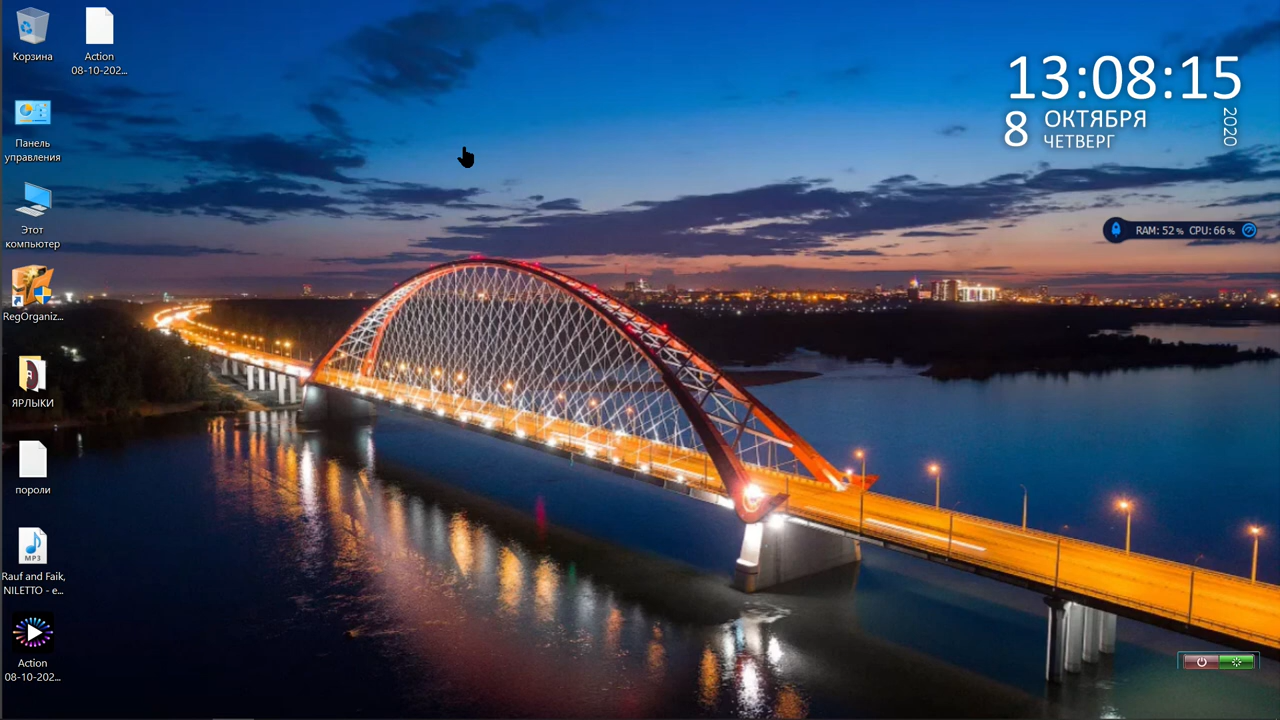 Корзина
Action
08-10-202...
Панель
управления
Этот
компьютер
RegOrganiz...
ЯРЛЫКИ
пороли
MP3
Rauf and Faik,
NILETTO - е...
Action
08-10-202...
13:08:15
8 ОКТЯБРЯ
ЧЕТВЕРГ
2020
RAM: 52 % CPU: 66 %